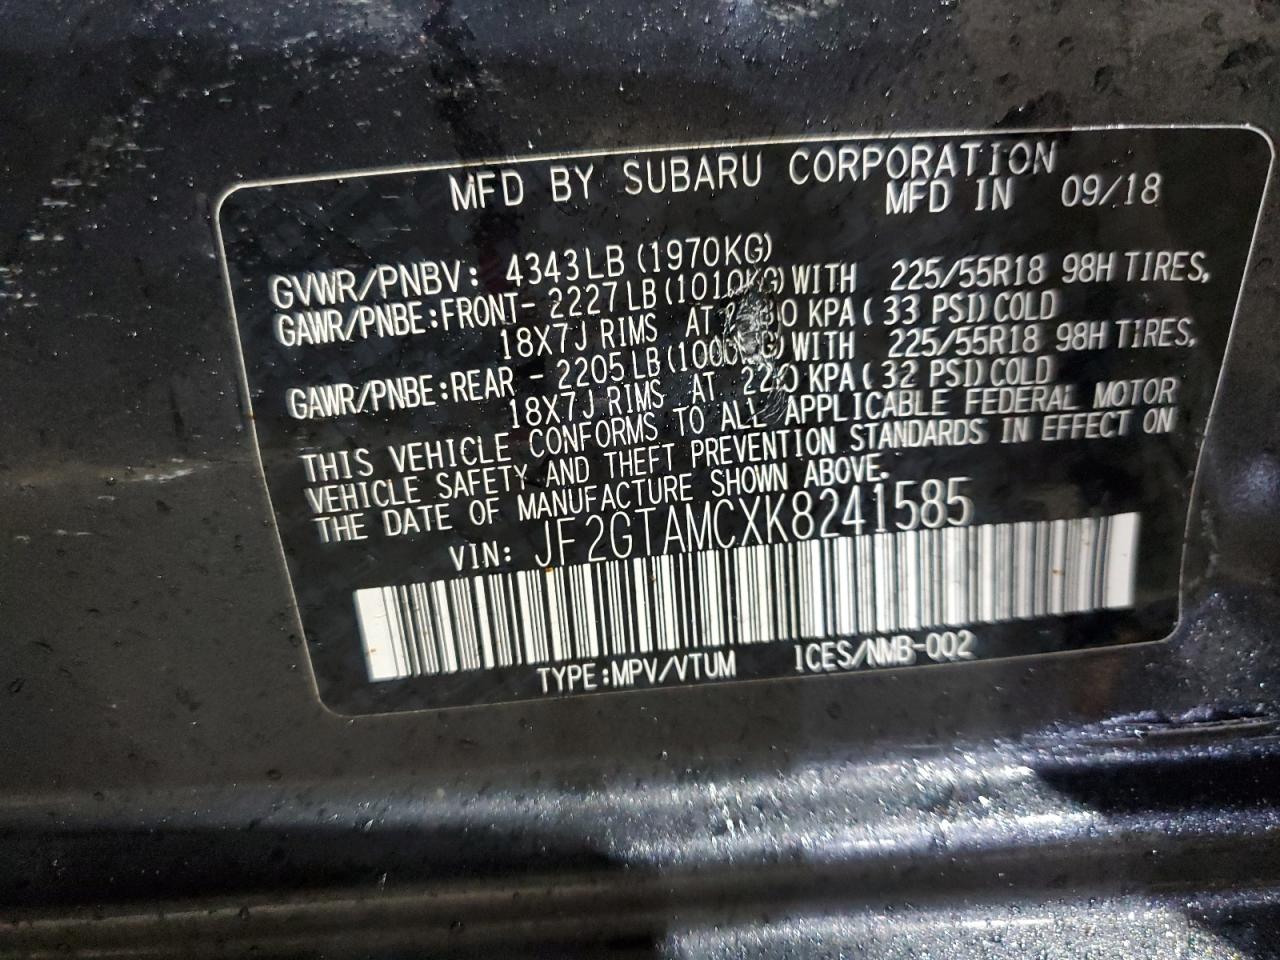 MFD BY SUBARU CORPORATION
MFD IN 09/18
GVWR/PNBV: 4343LB (1970KG)
GAWR/PNBE:FRONT- 2227LB (1010KG) WITH 225/55R18 98H TIRES,
18X7J RIMS AT KPA ( 33 PSI) COLD
GAWR/PNBE:REAR - 2205LB WITH 225/55R18 98H TIRES,
18X7J RIMS AT 220 KPA ( 32 PSI) COLD
THIS VEHICLE CONFORMS TO ALL APPLICABLE FEDERAL MOTOR
VEHICLE SAFETY AND THEFT PREVENTION STANDARDS IN EFFECT ON
THE DATE OF MANUFACTURE SHOWN ABOVE.
VIN: JF2GTAMCXK8241585
TYPE:MPV/VTUM ICES/NMB-002